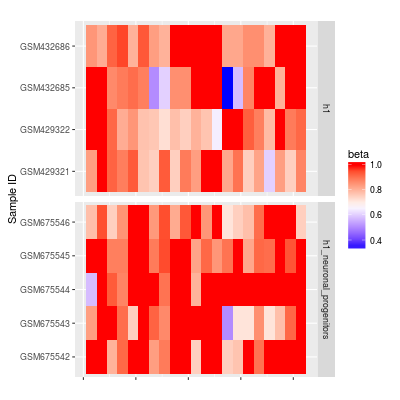 GSM432686
GSM432685
GSM429322
GSM429321
h1
GSM675546
GSM675545
GSM675544
GSM675543
GSM675542
h1_neuronal_progenitors
Sample ID
beta
1.0
0.8
0.6
0.4